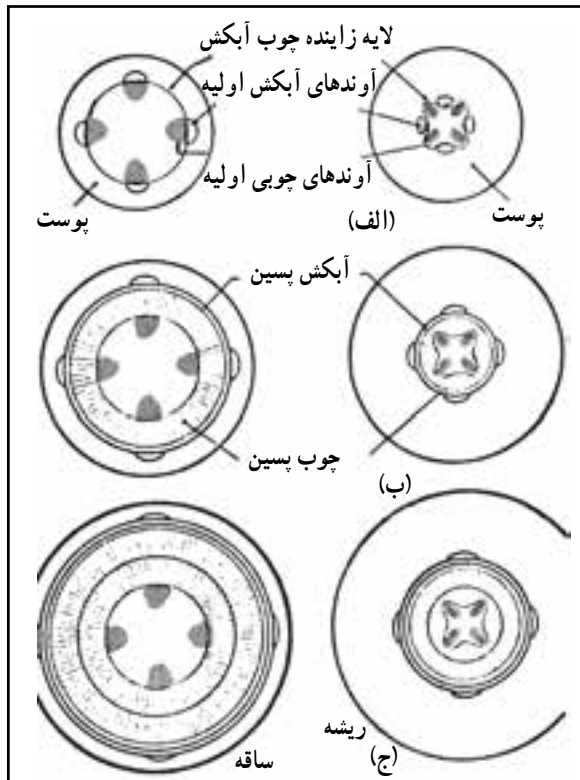 لایه زاینده چوب آبکش
آوندهای آبکش اولیه
آوندهای چوبی اولیه
پوست
پوست
(الف)
آبکش پسین
چوب پسین
(ب)
ریشه
ساقه
(ج)